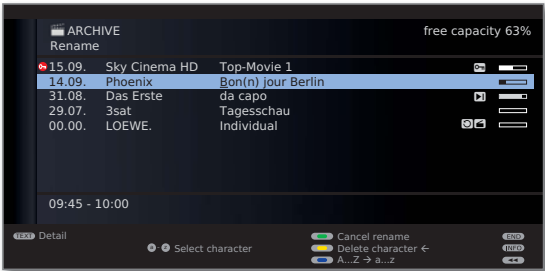 ARCHIVE free capacity 63%
Rename
15.09. Sky Cinema HD Top-Movie 1
14.09. Phoenix Bon(n) jour Berlin
31.08. Das Erste da capo
29.07. 3sat Tagesschau
00.00. LOEWE. Individual
09:45 - 10:00
TEXT Detail Cancel rename END
0-9 Select character Delete character ← INFO
A...Z → a...z